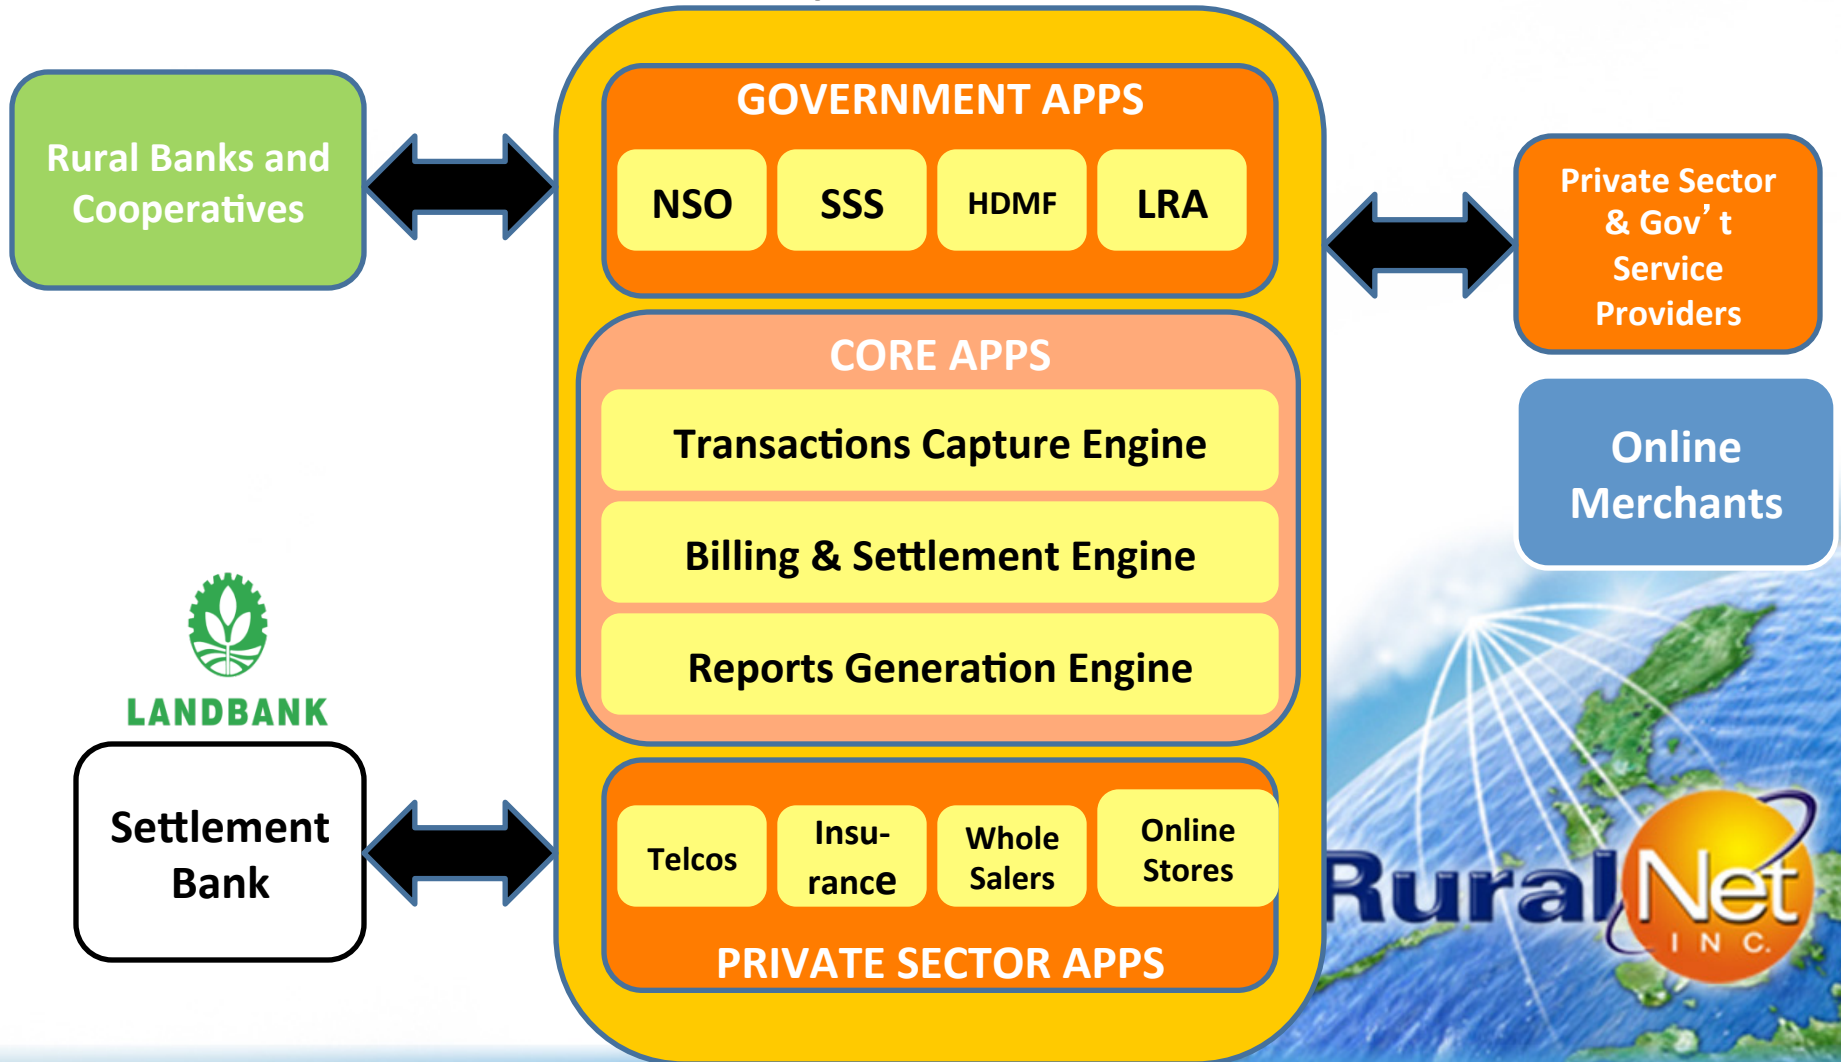 GOVERNMENT APPS
Rural Banks and
Cooperatives
NSO
SSS
HDMF
LRA
Private Sector
& Gov’ t
Service
Providers
CORE APPS
Transactions Capture Engine
Billing & Settlement Engine
Reports Generation Engine
Online
Merchants
LANDBANK
Settlement
Bank
Telcos
Insu-
rance
Whole
Salers
Online
Stores
PRIVATE SECTOR APPS
RuralNet
INC.